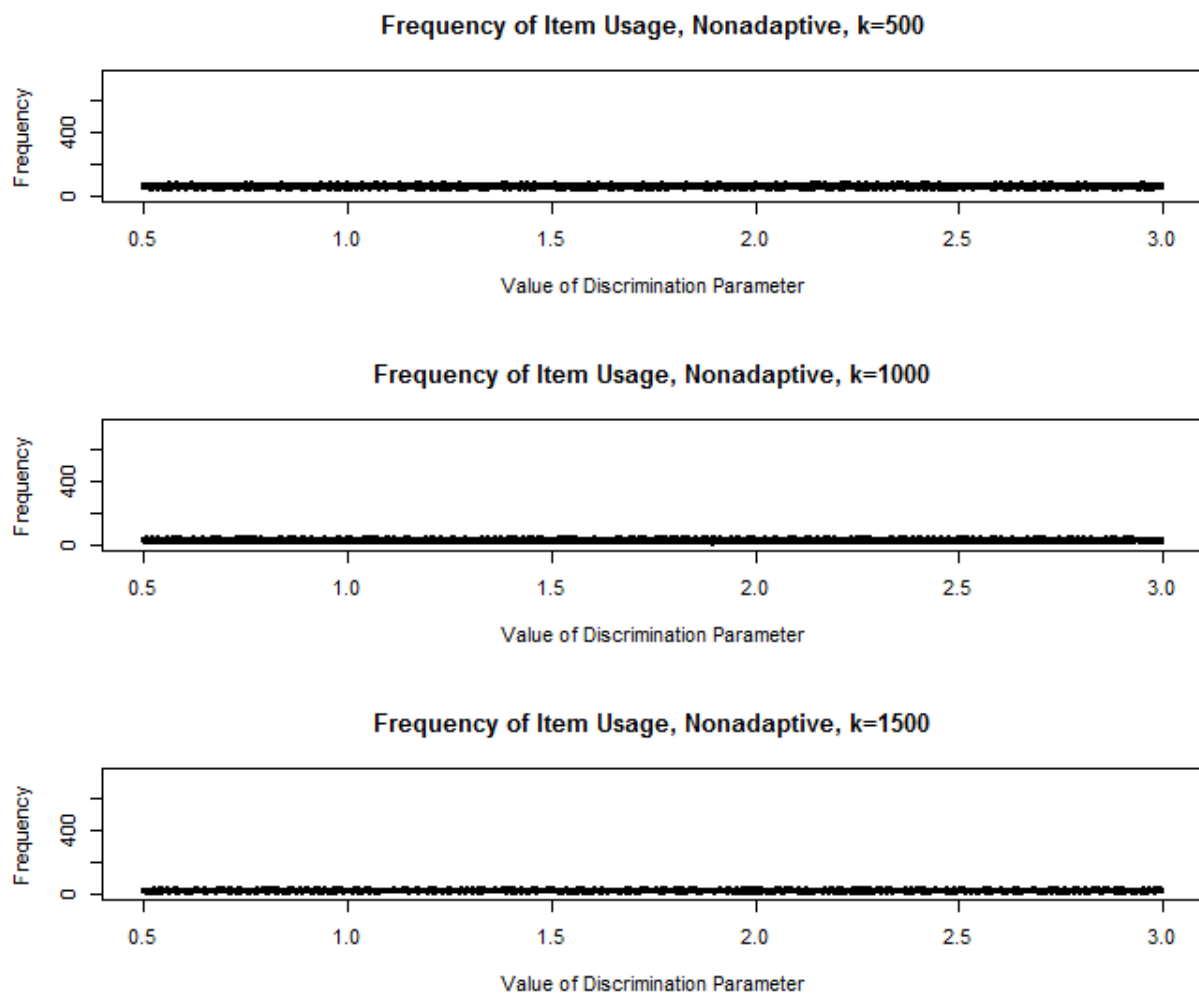 Frequency of Item Usage, Nonadaptive, k=500
Frequency
400
0
0.5 1.0 1.5 2.0 2.5 3.0
Value of Discrimination Parameter
Frequency of Item Usage, Nonadaptive, k=1000
Frequency
400
0
0.5 1.0 1.5 2.0 2.5 3.0
Value of Discrimination Parameter
Frequency of Item Usage, Nonadaptive, k=1500
Frequency
400
0
0.5 1.0 1.5 2.0 2.5 3.0
Value of Discrimination Parameter